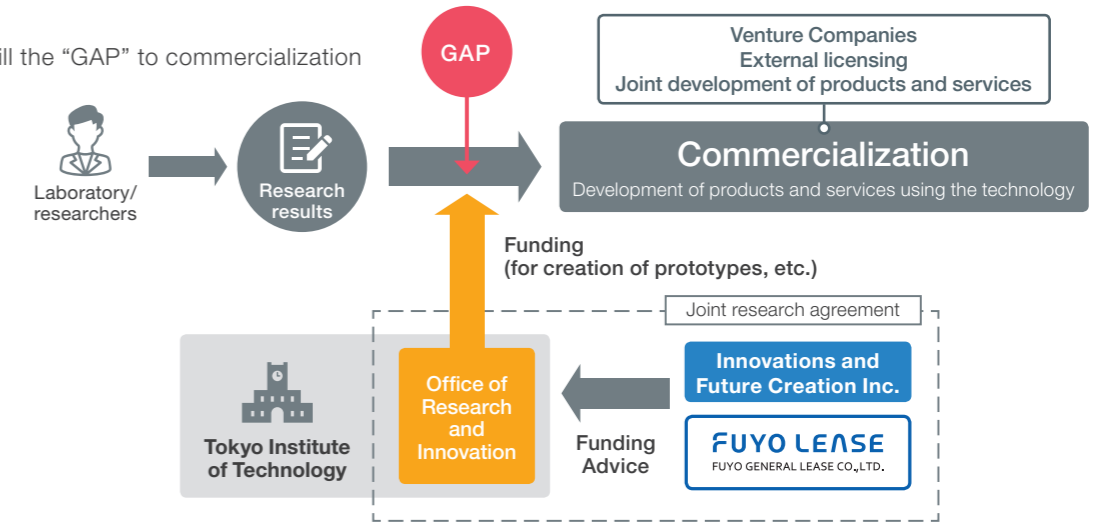 ill the “GAP” to commercialization
GAP
Venture Companies
External licensing
Joint development of products and services
Commercialization
Development of products and services using the technology
Laboratory/
researchers
Research
results
Funding
(for creation of prototypes, etc.)
Joint research agreement
Tokyo Institute
of Technology
Office of
Research
and
Innovation
Funding
Advice
Innovations and
Future Creation Inc.
FUYO LEASE
FUYO GENERAL LEASE CO.,LTD.